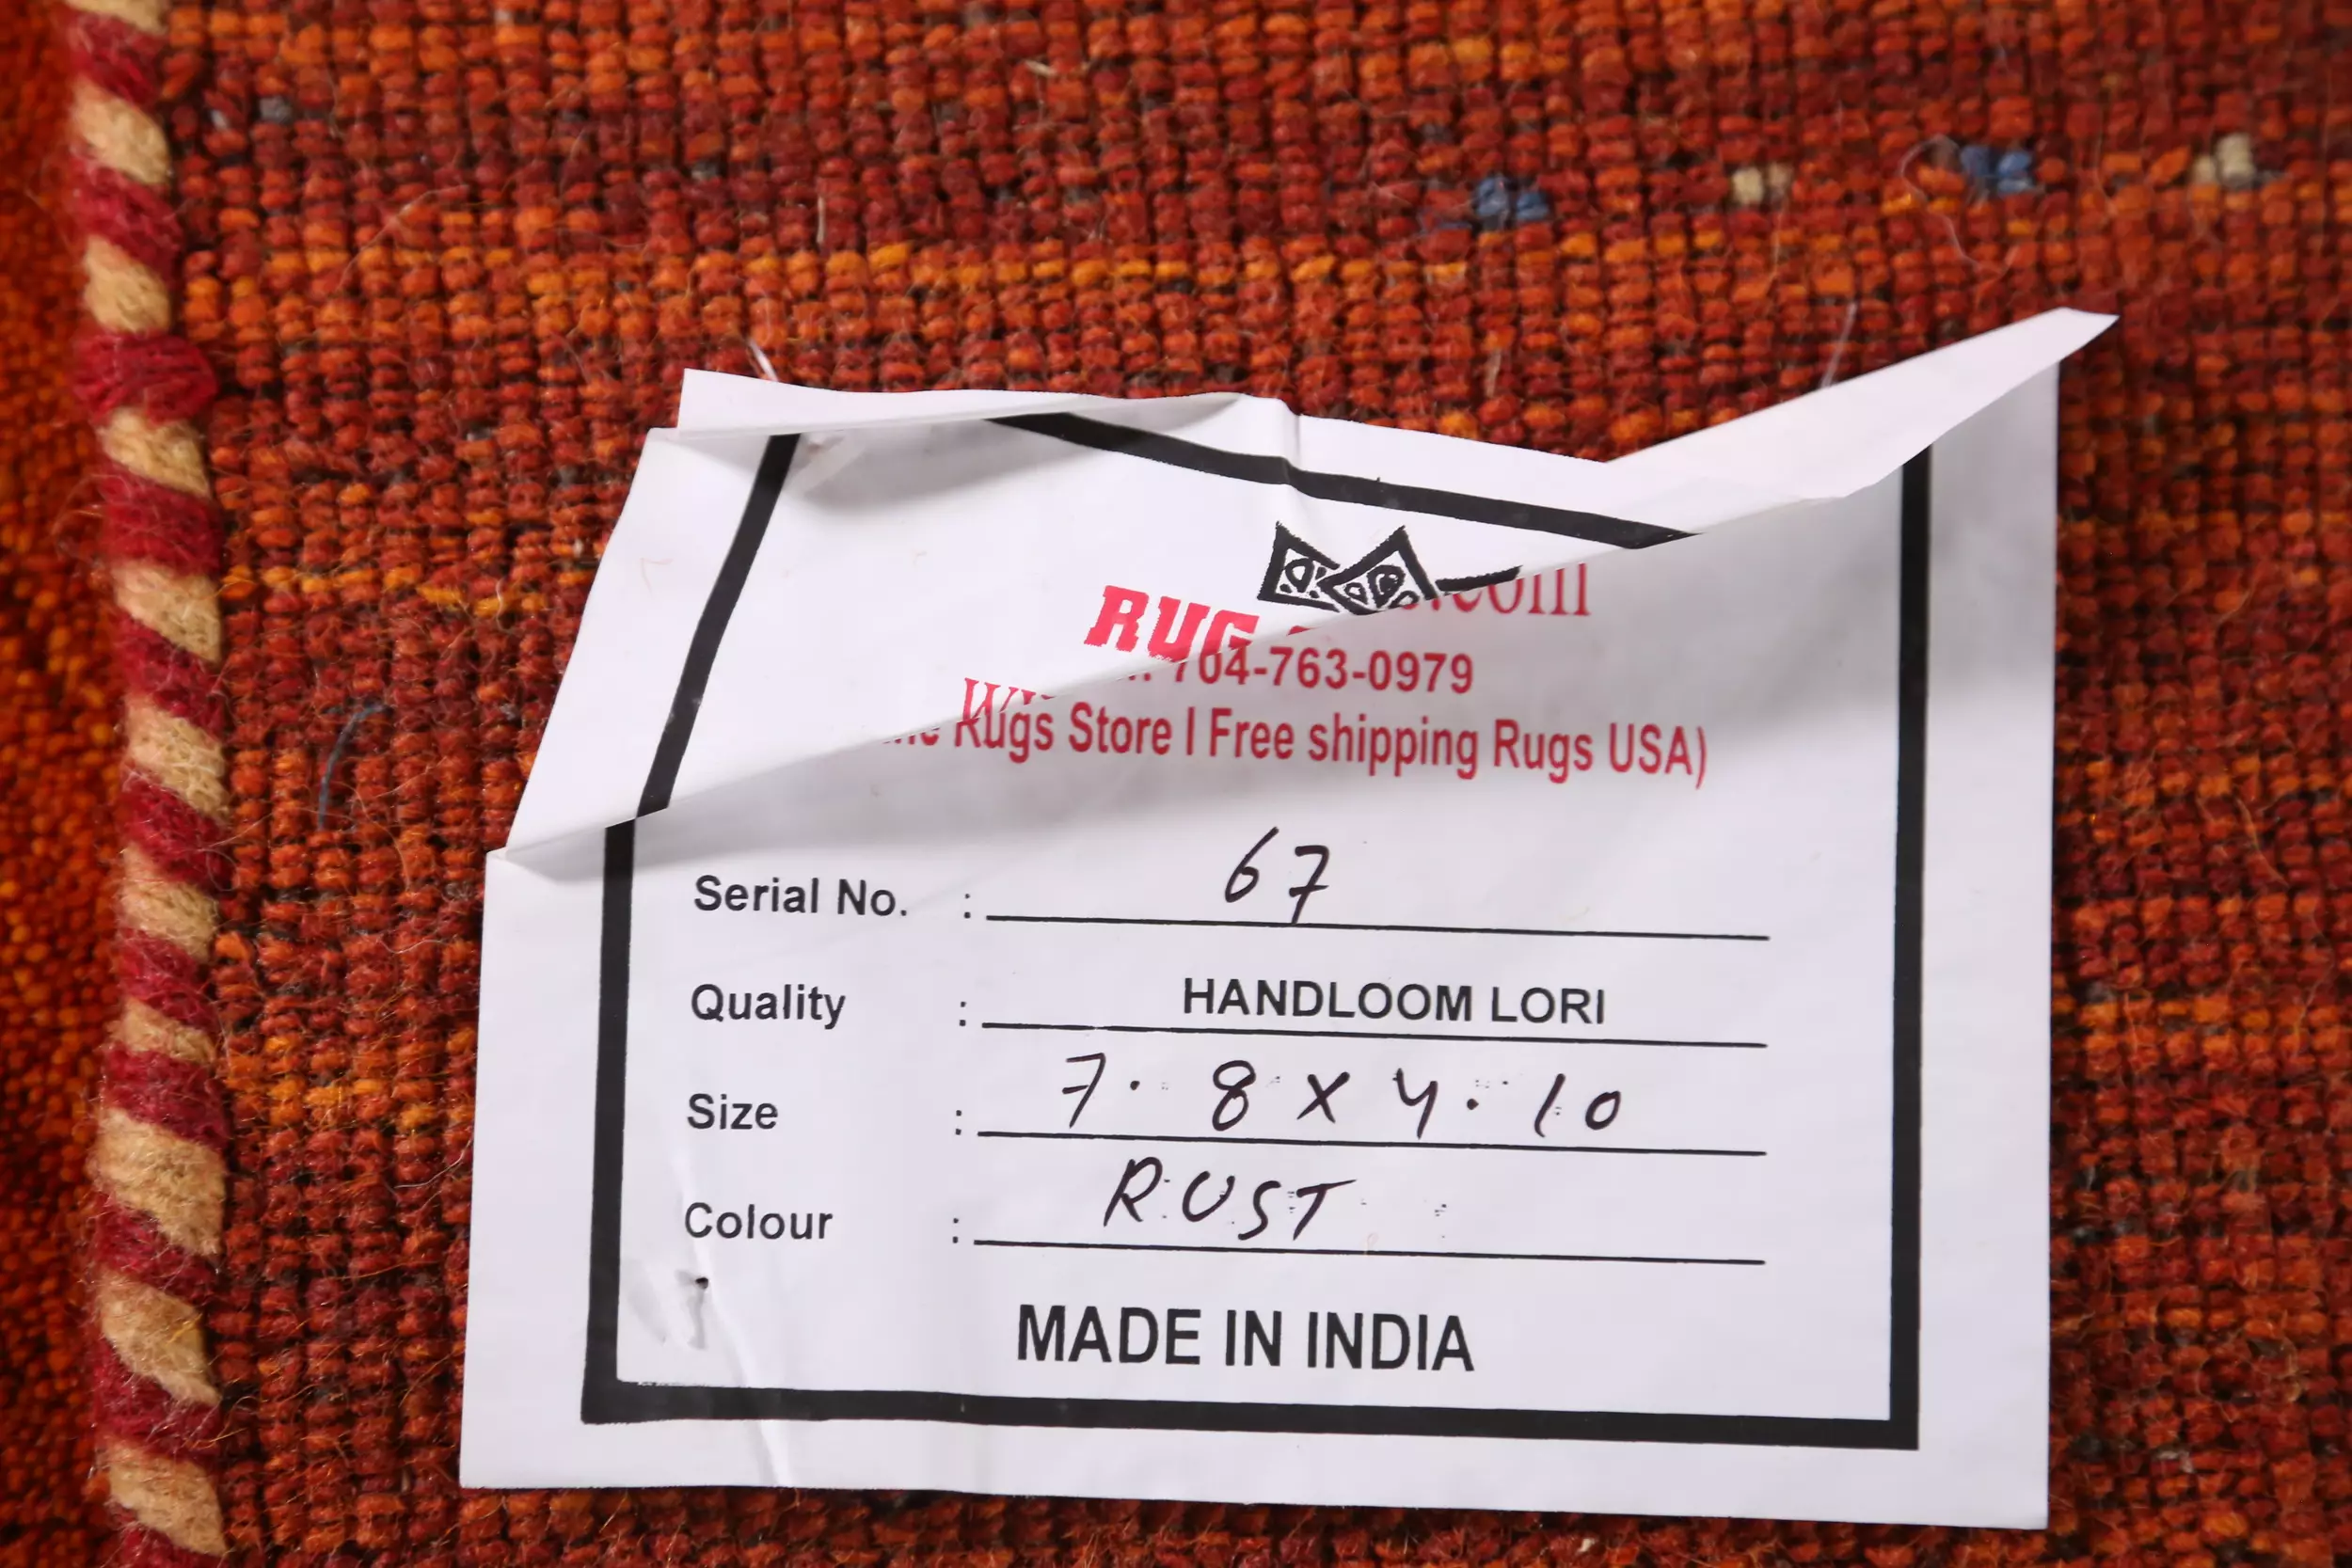 RUG
704-763-0979
Rugs Store I Free shipping Rugs USA)
Serial No. : 67
Quality : HANDLOOM LORI
Size : 7.8 X 4.10
Colour : RUST
MADE IN INDIA